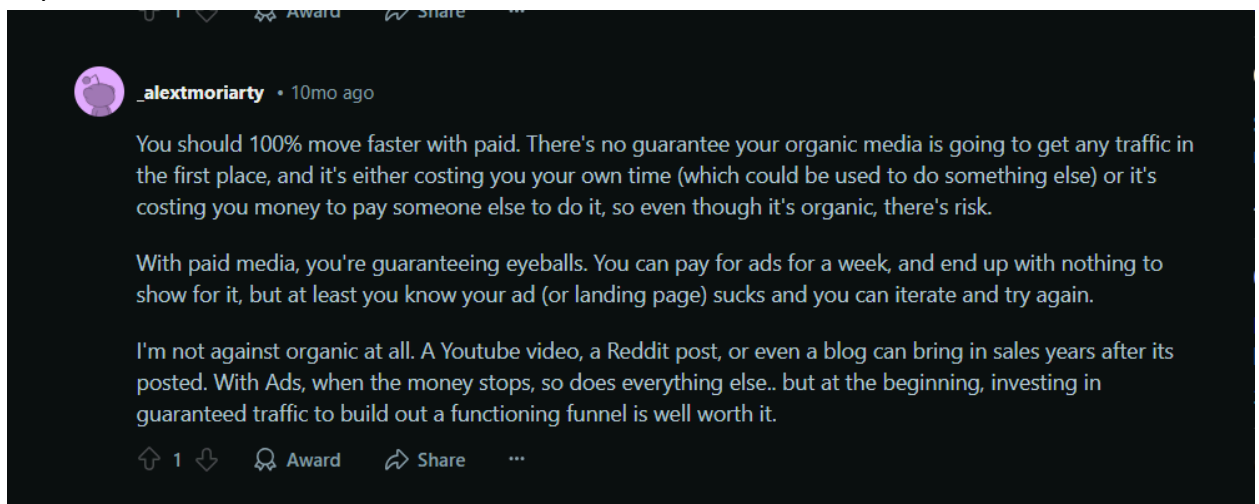 1 Award Share ...
_alextmoriarty • 10mo ago
You should 100% move faster with paid. There's no guarantee your organic media is going to get any traffic in
the first place, and it's either costing you your own time (which could be used to do something else) or it's
costing you money to pay someone else to do it, so even though it's organic, there's risk.
With paid media, you're guaranteeing eyeballs. You can pay for ads for a week, and end up with nothing to
show for it, but at least you know your ad (or landing page) sucks and you can iterate and try again.
I'm not against organic at all. A Youtube video, a Reddit post, or even a blog can bring in sales years after its
posted. With Ads, when the money stops, so does everything else.. but at the beginning, investing in
guaranteed traffic to build out a functioning funnel is well worth it.
1 Award Share ...